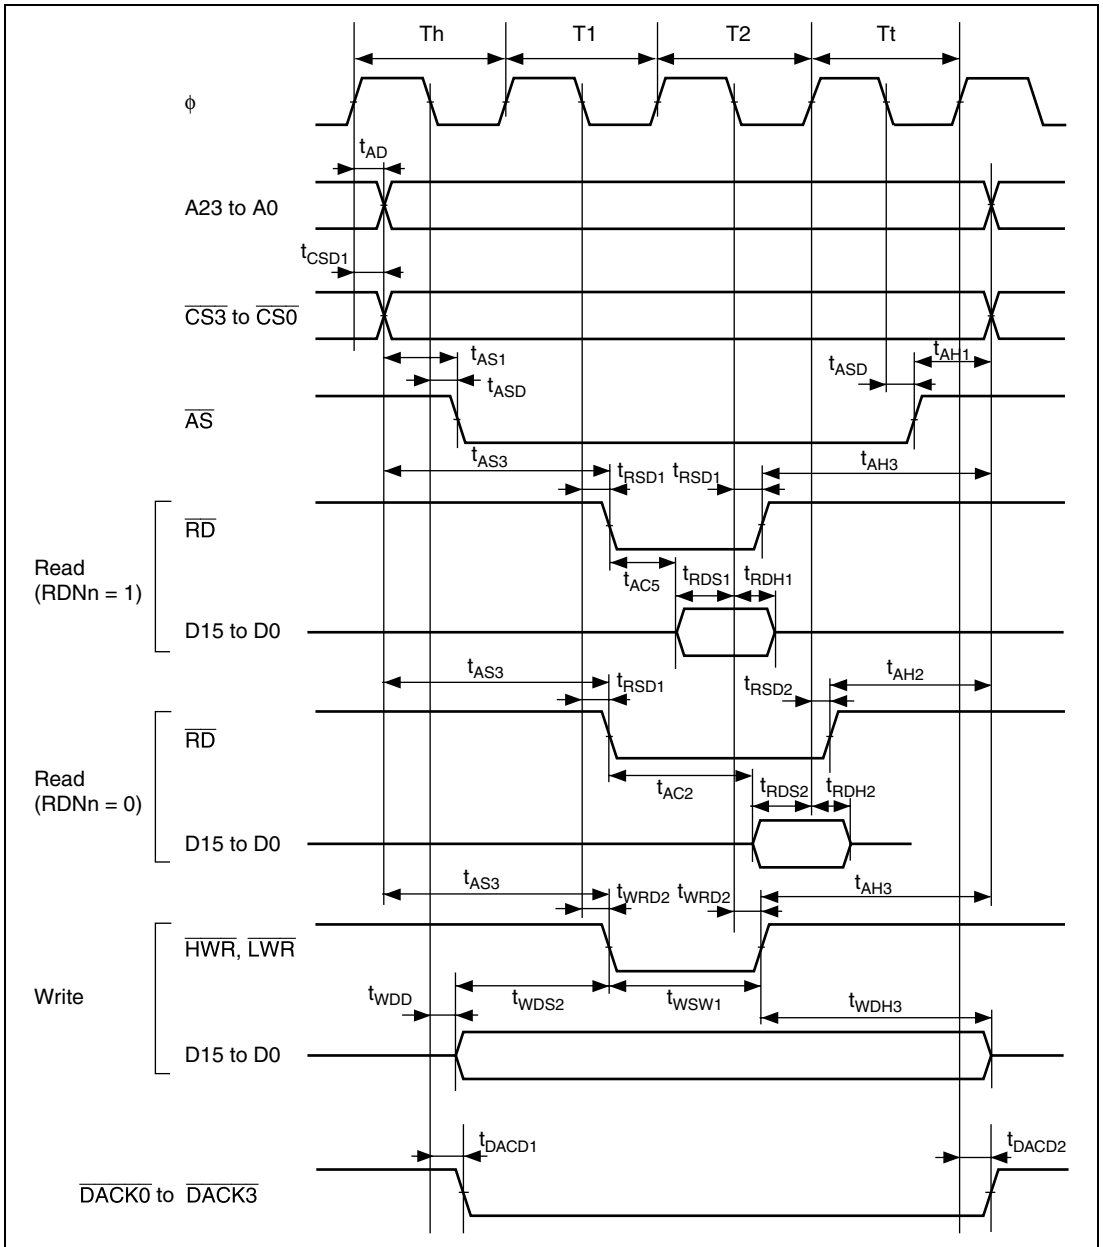 Th T1 T2 Tt
ϕ
tAD
A23 to A0
tCSD1
CS3 to CS0
tAS1 tAH1
tASD tASD
AS
tAS3 tRSD1 tRSD1 tAH3
RD
Read
(RDNn = 1)
tAC5 tRDS1 tRDH1
D15 to D0
tAS3 tRSD1 tRSD2 tAH2
RD
Read
(RDNn = 0)
tAC2 tRDS2 tRDH2
D15 to D0
tAS3 tWRD2 tWRD2 tAH3
HWR, LWR
Write
tWDD tWDS2 tWSW1 tWDH3
D15 to D0
tDACD1 tDACD2
DACK0 to DACK3